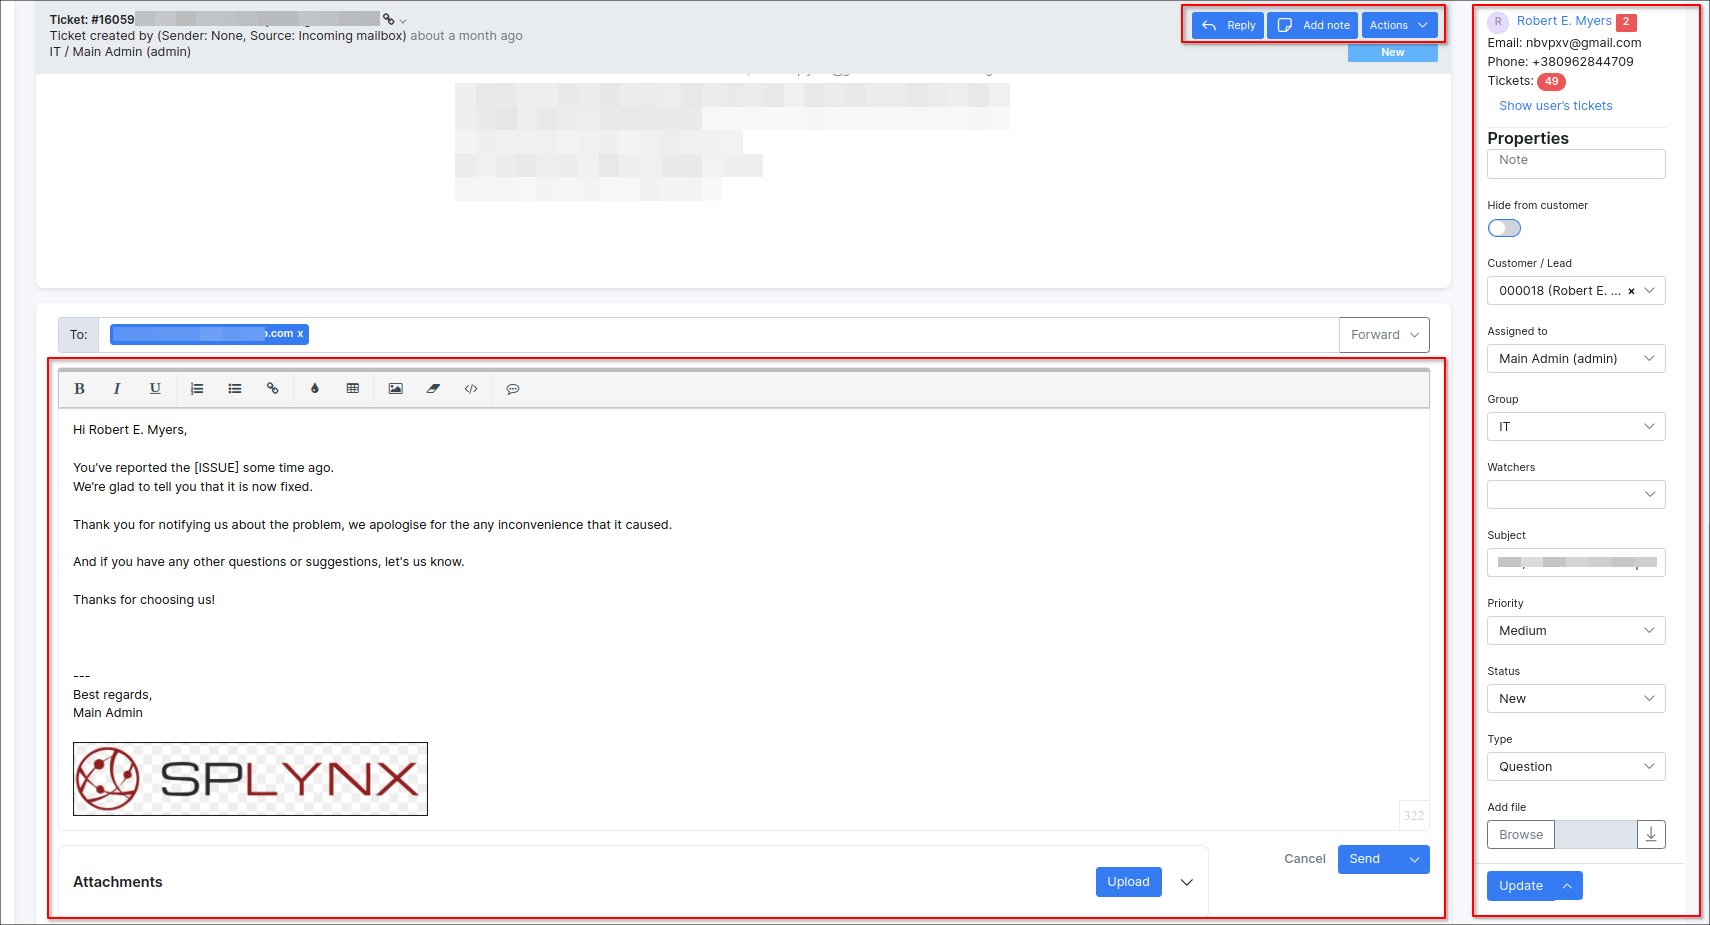 Ticket: #16059
Ticket created by (Sender: None, Source: Incoming mailbox) about a month ago
IT / Main Admin (admin)
Reply
Add note
Actions
New
To:
.com x
Forward
B I U
Hi Robert E. Myers,
You've reported the [ISSUE] some time ago.
We're glad to tell you that it is now fixed.
Thank you for notifying us about the problem, we apologise for the any inconvenience that it caused.
And if you have any other questions or suggestions, let's us know.
Thanks for choosing us!
---
Best regards,
Main Admin
SPLYNX
322
Attachments
Upload
Cancel
Send
R Robert E. Myers 2
Email: nbvpxv@gmail.com
Phone: +380962844709
Tickets: 49
Show user's tickets
Properties
Note
Hide from customer
Customer / Lead
000018 (Robert E. ... ×
Assigned to
Main Admin (admin)
Group
IT
Watchers
Subject
Priority
Medium
Status
New
Type
Question
Add file
Browse
Update